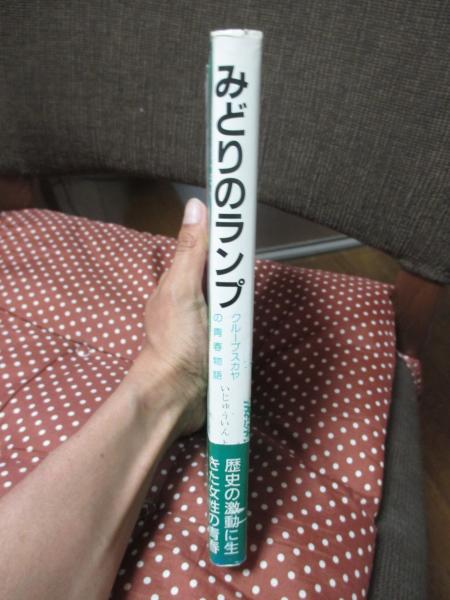 みどりのランプ
クループスカヤ
の青春物語
いじゅういん
歴史の激動に生
きた女性の青春